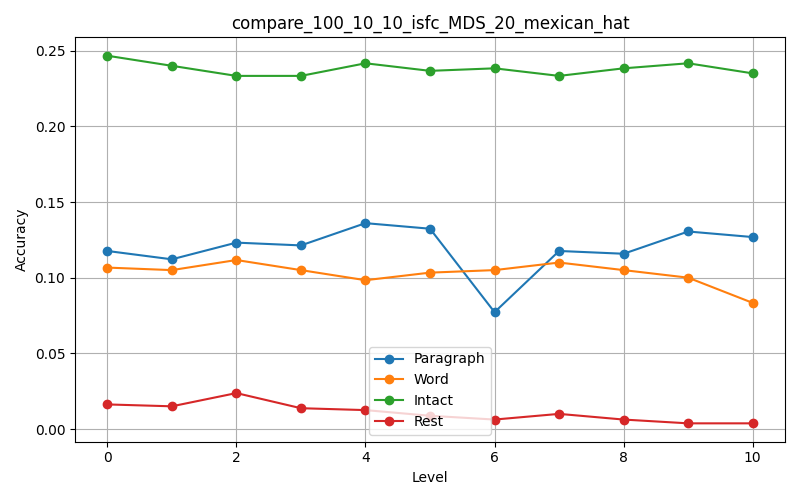 compare_100_10_10_isfc_MDS_20_mexican_hat
Accuracy
0.25
0.20
0.15
0.10
0.05
0.00
Paragraph
Word
Intact
Rest
0 2 4 6 8 10
Level